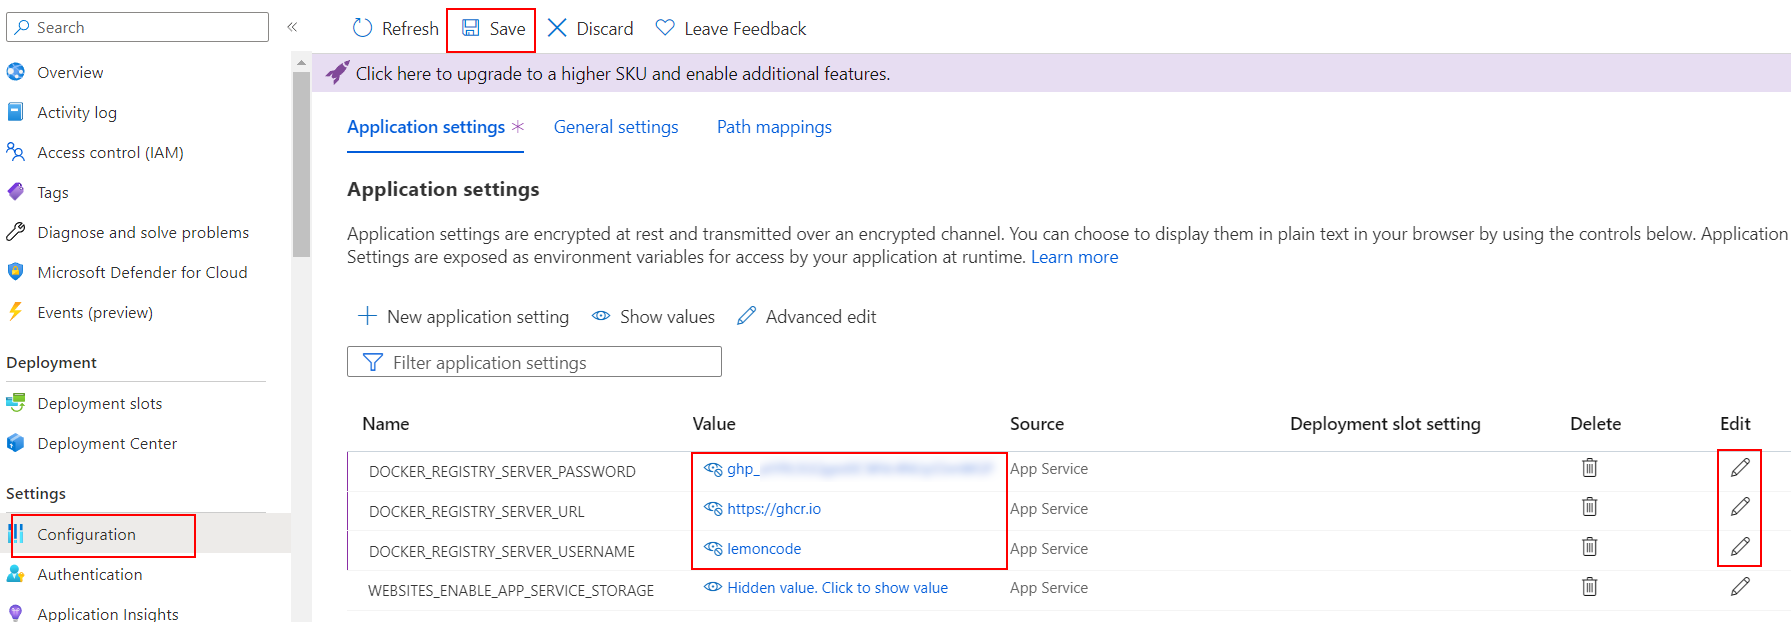 Search
«
Refresh
Save
Discard
Leave Feedback
Click here to upgrade to a higher SKU and enable additional features.
Overview
Activity log
Access control (IAM)
Tags
Diagnose and solve problems
Microsoft Defender for Cloud
Events (preview)
Deployment
Deployment slots
Deployment Center
Settings
Configuration
Authentication
Application Insights
Application settings *
General settings
Path mappings
Application settings
Application settings are encrypted at rest and transmitted over an encrypted channel. You can choose to display them in plain text in your browser by using the controls below. Application
Settings are exposed as environment variables for access by your application at runtime. Learn more
New application setting
Show values
Advanced edit
Filter application settings
Name Value Source Deployment slot setting Delete Edit
DOCKER_REGISTRY_SERVER_PASSWORD ghp_ App Service
DOCKER_REGISTRY_SERVER_URL https://ghcr.io App Service
DOCKER_REGISTRY_SERVER_USERNAME lemoncode App Service
WEBSITES_ENABLE_APP_SERVICE_STORAGE Hidden value. Click to show value App Service